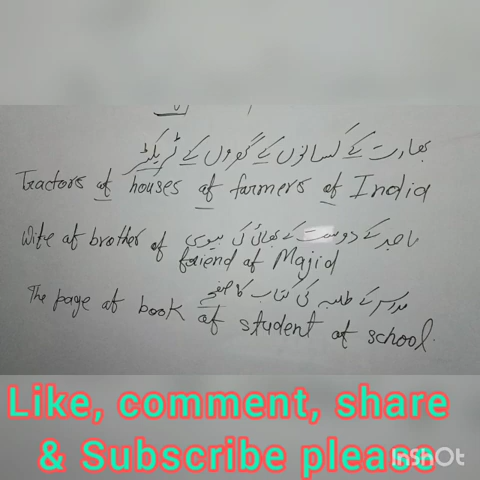 بھارت کے کسانوں کے گھروں کے ٹریکٹر
Tractors of houses of farmers of India
ماجد کے دوست کے بھائی کی بیوی
Wife of brother of friend of Majid
مدرسہ کے طلبہ کی کتاب کا صفحہ
The page of book of student of school.
Like, comment, share
& Subscribe please
InShOt